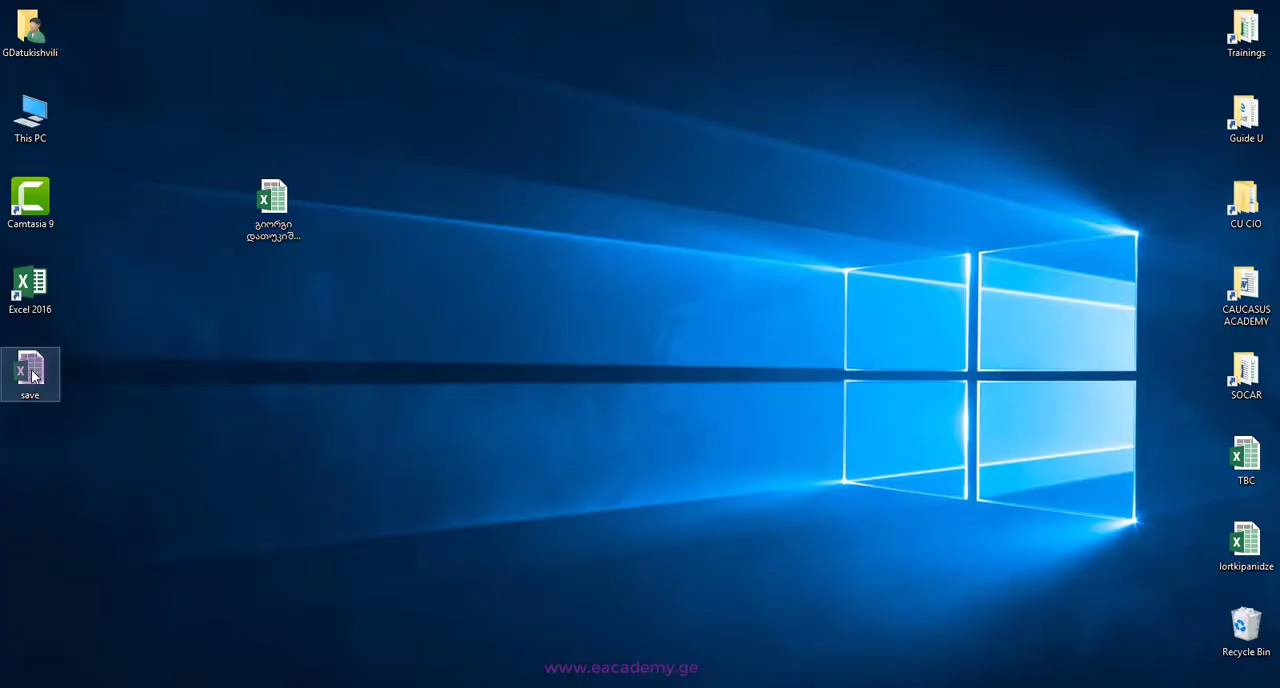 GDatukishvili
This PC
Camtasia 9
Excel 2016
save
გიორგი
დათუკიშ...
Trainings
Guide U
CU CIO
CAUCASUS
ACADEMY
SOCAR
TBC
lortkipanidze
Recycle Bin
www.eacademy.ge